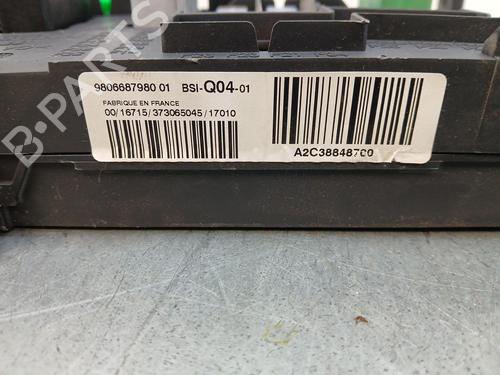 9806687980 01 BSI-Q04-01
FABRIQUE EN FRANCE
00/16715/373065045/17010
A2C38848700
B-PARTS